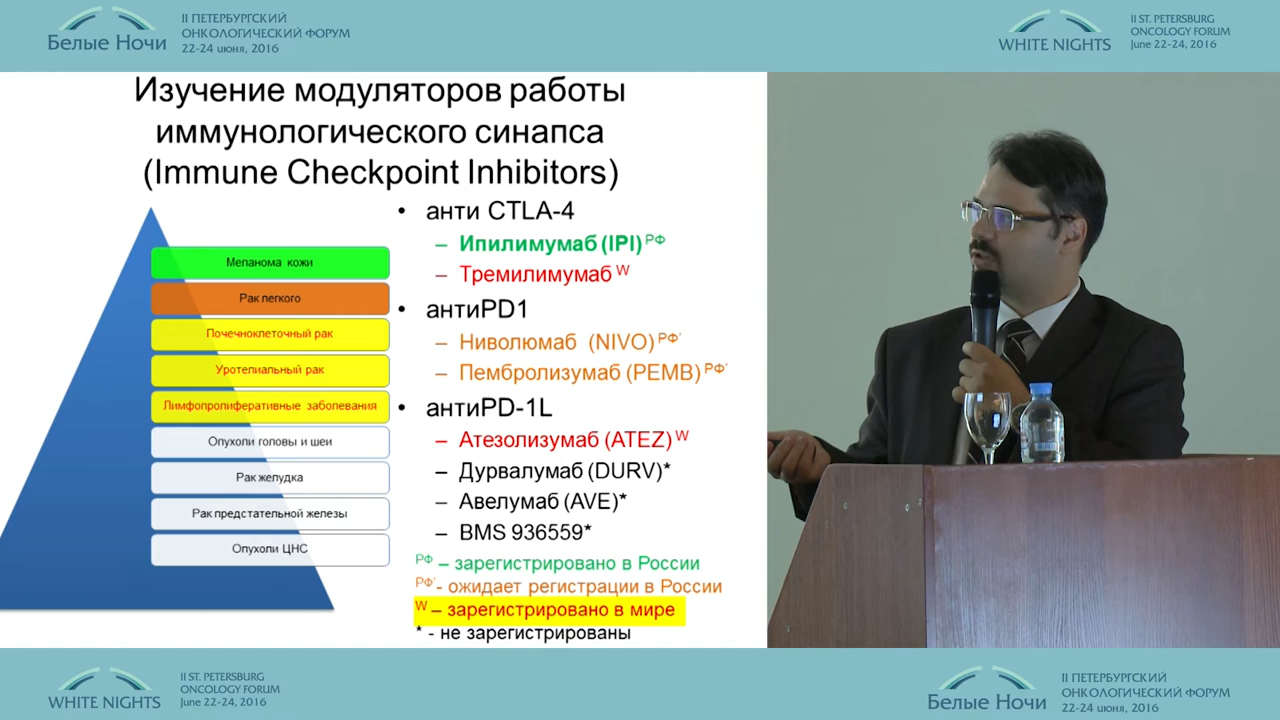 Белые Ночи
II ПЕТЕРБУРГСКИЙ
ОНКОЛОГИЧЕСКИЙ ФОРУМ
22-24 июня, 2016
WHITE NIGHTS
II ST. PETERSBURG
ONCOLOGY FORUM
June 22-24, 2016
Изучение модуляторов работы
иммунологического синапса
(Immune Checkpoint Inhibitors)
Меланома кожи
Рак легкого
Почечноклеточный рак
Уротелиальный рак
Лимфопролиферативные заболевания
Опухоли головы и шеи
Рак желудка
Рак предстательной железы
Опухоли ЦНС
• анти CTLA-4
– Ипилимумаб (IPI) РФ
– Тремилимумаб W
• антиPD1
– Ниволюмаб (NIVO) РФ'
– Пембролизумаб (PEMB) РФ'
• антиPD-1L
– Атезолизумаб (ATEZ) W
– Дурвалумаб (DURV)*
– Авелумаб (AVE)*
– BMS 936559*
РФ – зарегистрировано в России
РФ'- ожидает регистрации в России
W – зарегистрировано в мире
* - не зарегистрированы
WHITE NIGHTS
II ST. PETERSBURG
ONCOLOGY FORUM
June 22-24, 2016
Белые Ночи
II ПЕТЕРБУРГСКИЙ
ОНКОЛОГИЧЕСКИЙ ФОРУМ
22-24 июня, 2016